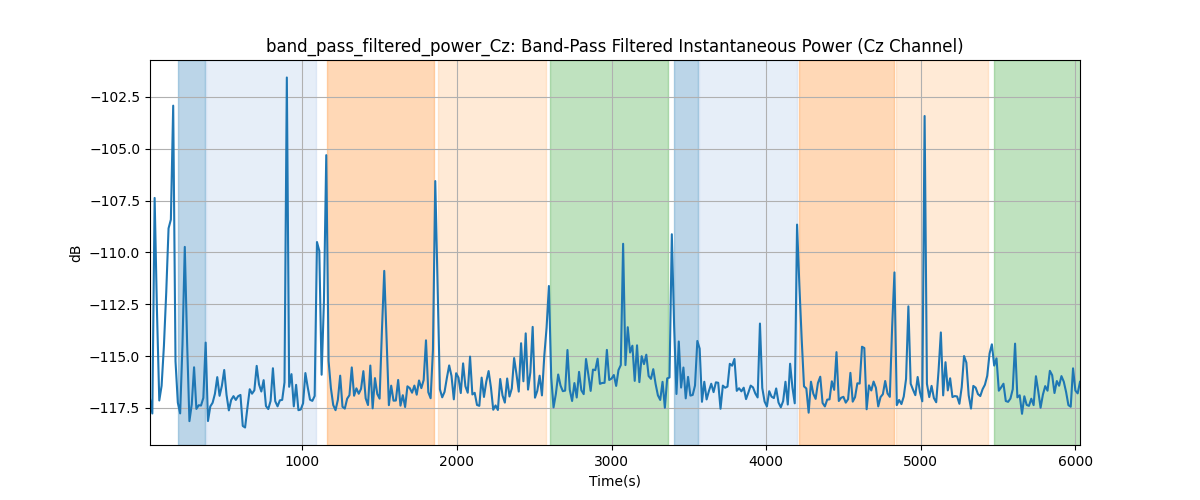 band_pass_filtered_power_Cz: Band-Pass Filtered Instantaneous Power (Cz Channel)
−102.5
−105.0
−107.5
−110.0
−112.5
−115.0
−117.5
dB
1000 2000 3000 4000 5000 6000
Time(s)